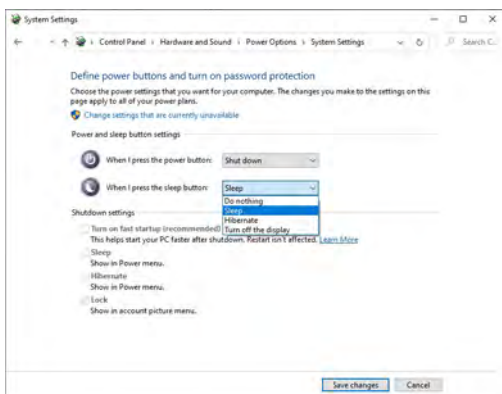 System Settings
Control Panel › Hardware and Sound › Power Options › System Settings
Search C...
Define power buttons and turn on password protection
Choose the power settings that you want for your computer. The changes you make to the settings on this
page apply to all of your power plans.
Change settings that are currently unavailable
Power and sleep button settings
When I press the power button: Shut down
When I press the sleep button: Sleep
Do nothing
Sleep
Hibernate
Turn off the display
Shutdown settings
Turn on fast startup (recommended)
This helps start your PC faster after shutdown. Restart isn't affected. Learn More
Sleep
Show in Power menu.
Hibernate
Show in Power menu.
Lock
Show in account picture menu.
Save changes
Cancel